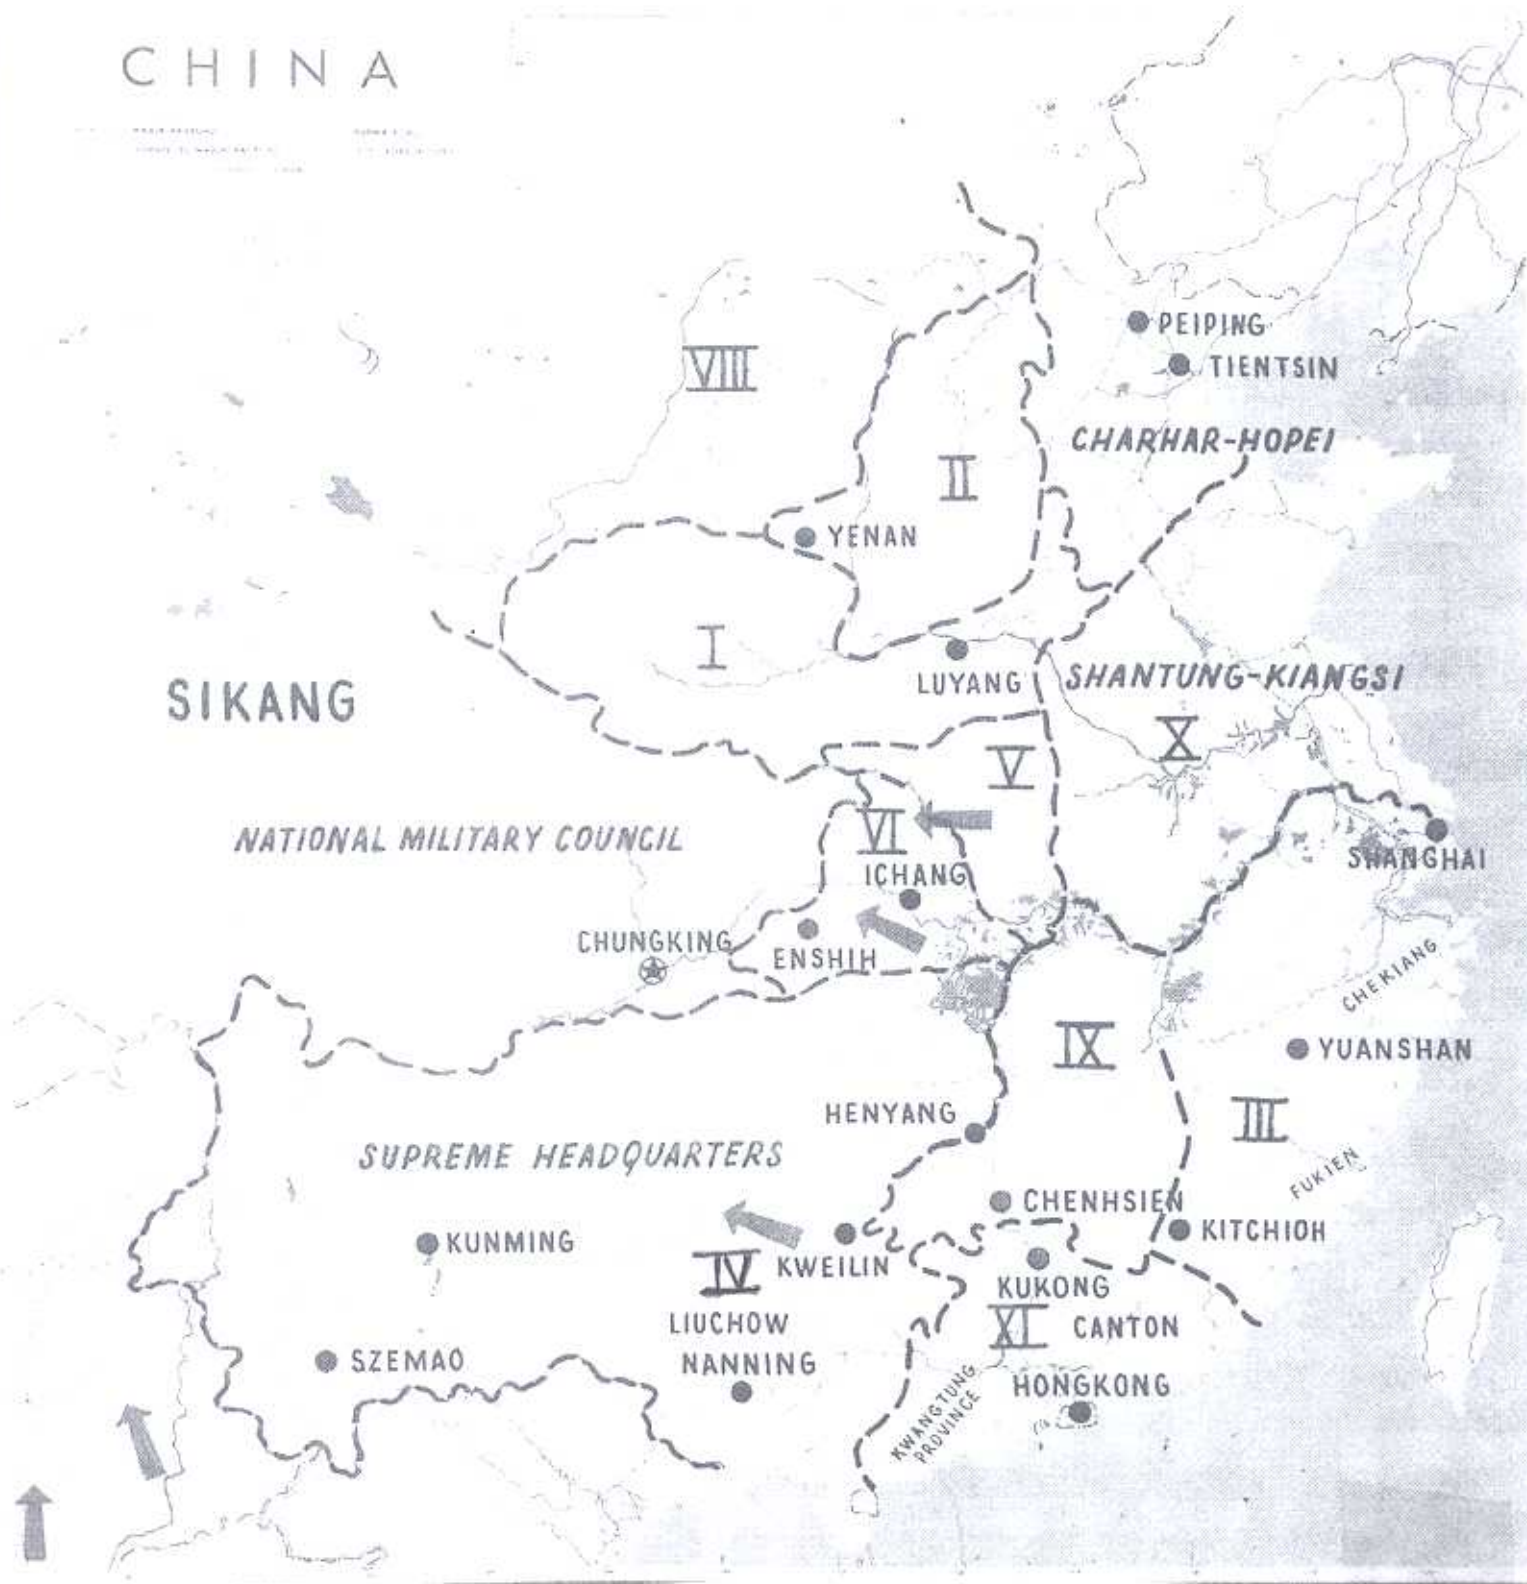 CHINA
PEIPING
TIENTSIN
VIII
CHARHAR-HOPEI
II
YENAN
I
LUYANG
SHANTUNG-KIANGSI
SIKANG
X
V
NATIONAL MILITARY COUNCIL
VI
SHANGHAI
ICHANG
CHUNGKING
ENSHIH
CHEKIANG
IX
YUANSHAN
HENYANG
III
SUPREME HEADQUARTERS
FUKIEN
CHENHSIEN
KITCHIOH
KUNMING
IV
KWEILIN
KUKONG
LIUCHOW
XI
CANTON
SZEMAO
NANNING
HONGKONG
KWANGTUNG
PROVINCE